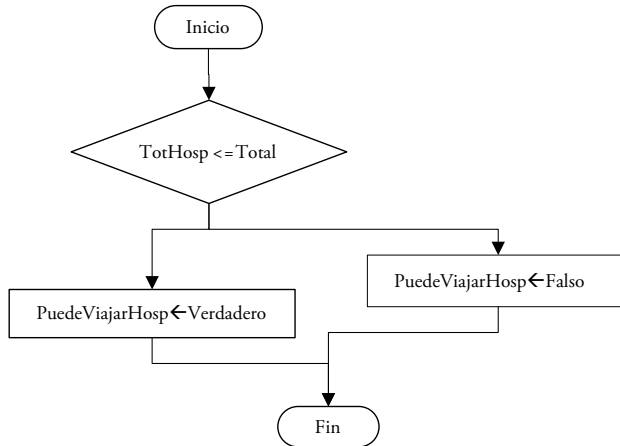 Inicio
TotHosp <=Total
PuedeViajarHosp←Falso
PuedeViajarHosp←Verdadero
Fin